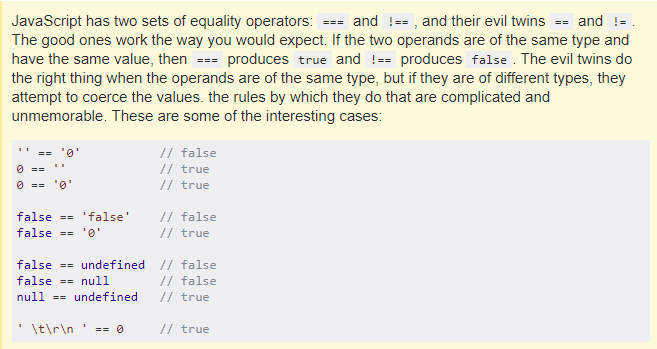 JavaScript has two sets of equality operators: === and !== , and their evil twins == and != .
The good ones work the way you would expect. If the two operands are of the same type and
have the same value, then === produces true and !== produces false . The evil twins do
the right thing when the operands are of the same type, but if they are of different types, they
attempt to coerce the values. the rules by which they do that are complicated and
unmemorable. These are some of the interesting cases:
'' == '0' // false
0 == '' // true
0 == '0' // true
false == 'false' // false
false == '0' // true
false == undefined // false
false == null // false
null == undefined // true
' \t\r\n ' == 0 // true